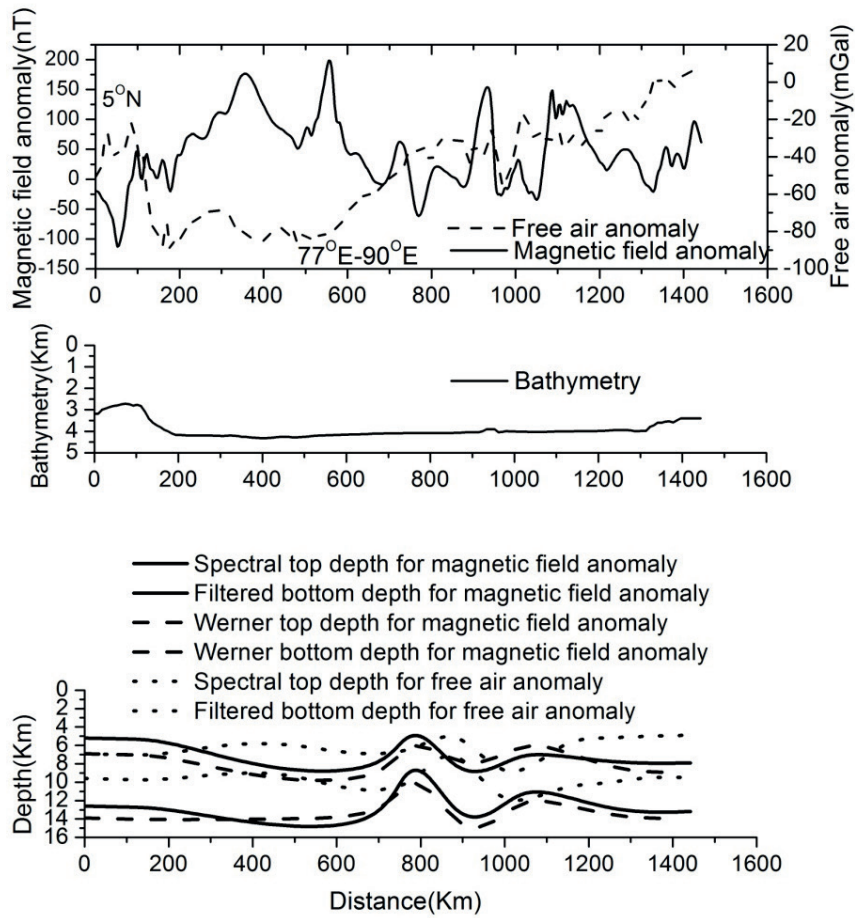 Magnetic field anomaly(nT)
200
150
100
50
0
-50
-100
-150
5°N
77°E-90°E
Free air anomaly
Magnetic field anomaly
20
0
-20
-40
-60
-80
-100
Free air anomaly(mGal)
0 200 400 600 800 1000 1200 1400 1600
Bathymetry(Km)
0
1
2
3
4
5
Bathymetry
0 200 400 600 800 1000 1200 1400 1600
Spectral top depth for magnetic field anomaly
Filtered bottom depth for magnetic field anomaly
Werner top depth for magnetic field anomaly
Werner bottom depth for magnetic field anomaly
Spectral top depth for free air anomaly
Filtered bottom depth for free air anomaly
Depth(Km)
0
2
4
6
8
10
12
14
16
0 200 400 600 800 1000 1200 1400 1600
Distance(Km)